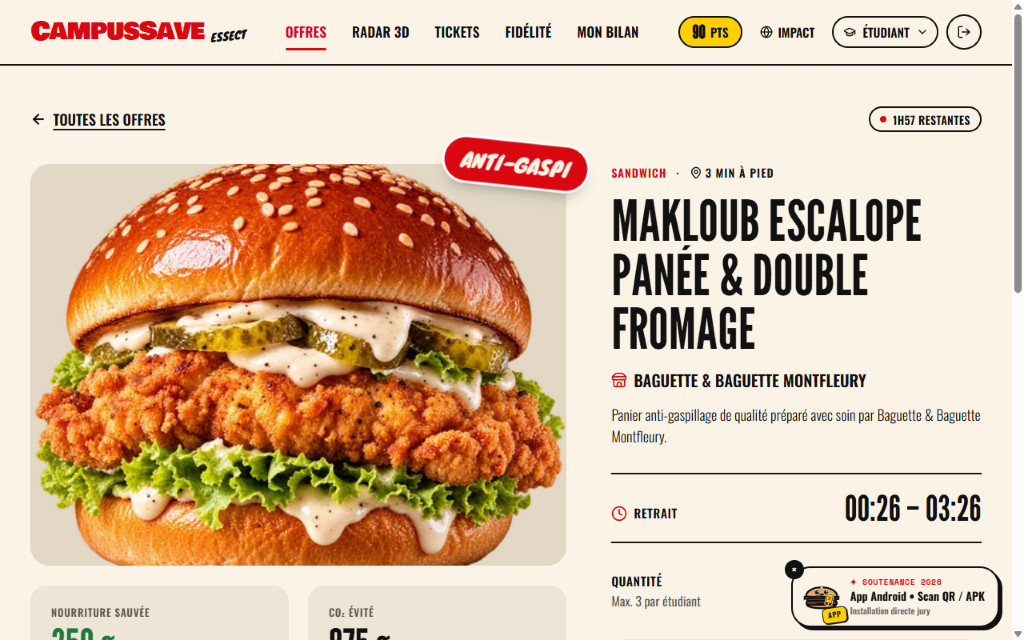 CAMPUSSAVE ESSECT
OFFRES
RADAR 3D
TICKETS
FIDÉLITÉ
MON BILAN
90 PTS
IMPACT
ÉTUDIANT
TOUTES LES OFFRES
1H57 RESTANTES
ANTI-GASPI
SANDWICH · 3 MIN À PIED
MAKLOUB ESCALOPE
PANÉE & DOUBLE
FROMAGE
BAGUETTE & BAGUETTE MONTFLEURY
Panier anti-gaspillage de qualité préparé avec soin par Baguette & Baguette
Montfleury.
RETRAIT
00:26 – 03:26
QUANTITÉ
Max. 3 par étudiant
SOUTENANCE 2026
App Android • Scan QR / APK
Installation directe jury
APP
NOURRITURE SAUVÉE
CO₂ ÉVITÉ